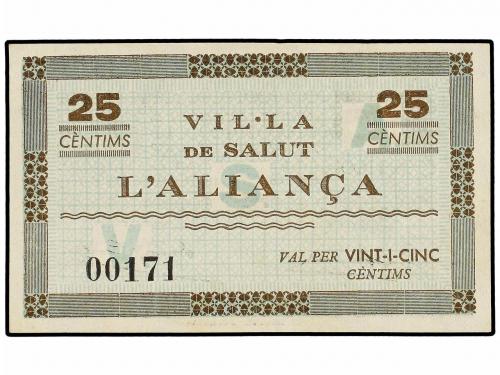 25 CÈNTIMS
25 CÈNTIMS
VIL·LA
DE SALUT
L'ALIANÇA
00171
VAL PER VINT-I-CINC
CÈNTIMS